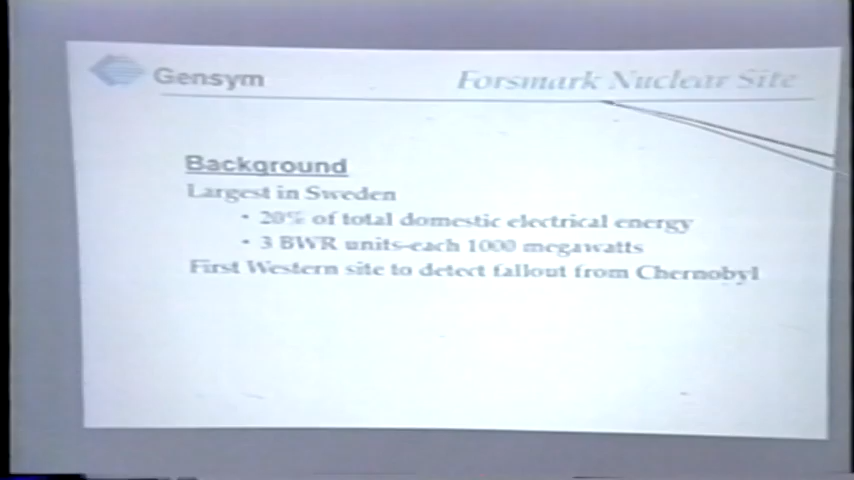 Gensym
Forsmark Nuclear Site
Background
Largest in Sweden
• 20% of total domestic electrical energy
• 3 BWR units-each 1000 megawatts
First Western site to detect fallout from Chernobyl